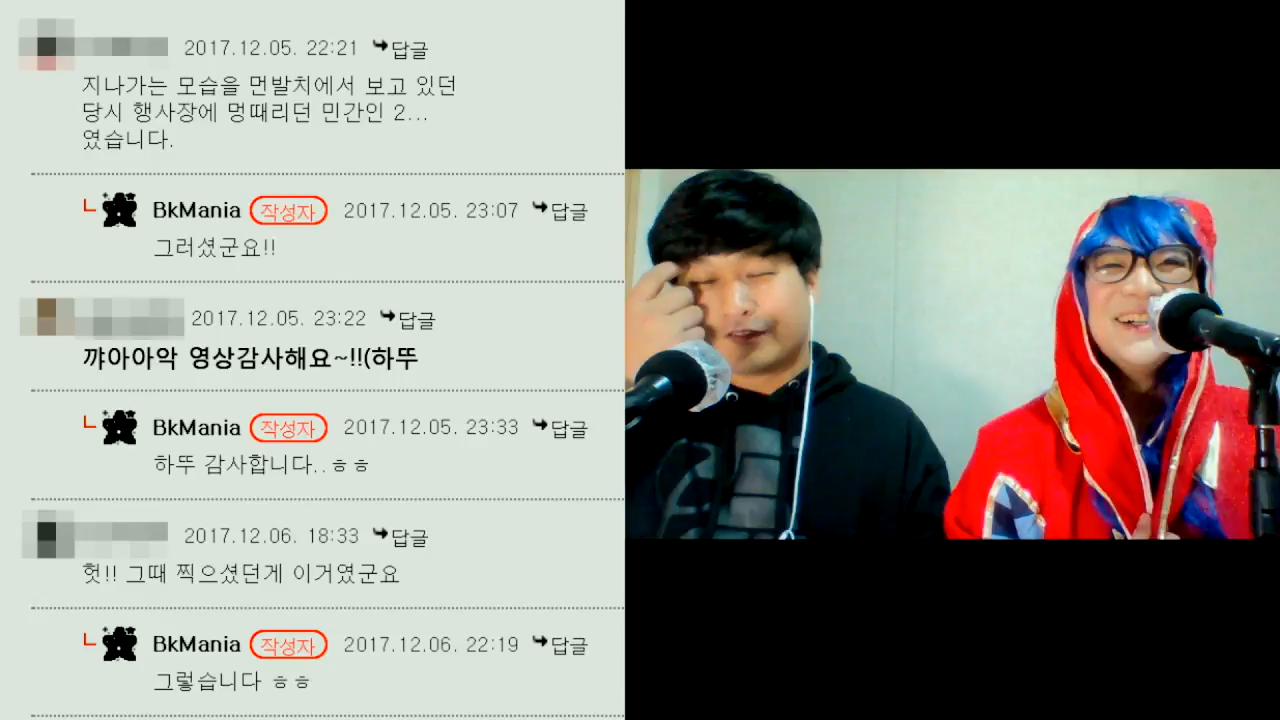 2017.12.05. 22:21 답글
지나가는 모습을 먼발치에서 보고 있던
당시 행사장에 멍때리던 민간인 2...
였습니다.
BkMania 작성자 2017.12.05. 23:07 답글
그러셨군요!!
2017.12.05. 23:22 답글
꺄아아악 영상감사해요~!!(하뚜
BkMania 작성자 2017.12.05. 23:33 답글
하뚜 감사합니다..ㅎㅎ
2017.12.06. 18:33 답글
헛!! 그때 찍으셨던게 이거였군요
BkMania 작성자 2017.12.06. 22:19 답글
그렇습니다 ㅎㅎ